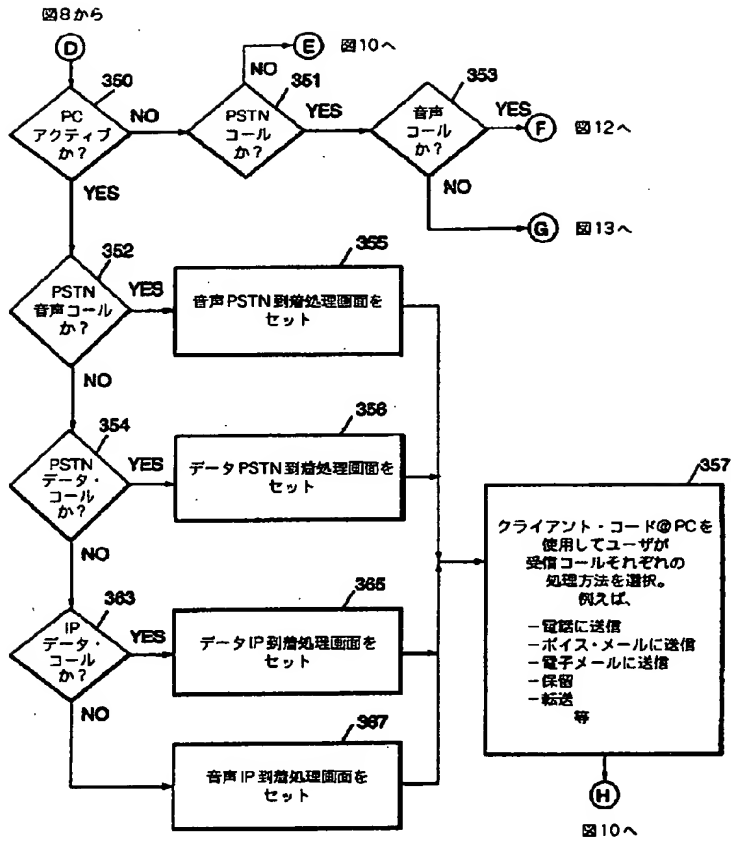 図8から
D
E
図10へ
350
NO
351
353
PC
アクティブ
か?
NO
PSTN
コール
か?
YES
音声
コール
か?
YES
F
図12へ
YES
NO
G
図13へ
352
355
PSTN
音声コール
か?
YES
音声PSTN到着処理画面を
セット
NO
354
356
PSTN
データ・
コール
か?
YES
データPSTN到着処理画面を
セット
357
NO
クライアント・コード@PCを
使用してユーザが
受信コールそれぞれの
処理方法を選択。
例えば、
363
365
IP
データ・
コール
か?
YES
データIP到着処理画面を
セット
-電話に送信
-ボイス・メールに送信
-電子メールに送信
-保留
-転送
等
NO
367
音声IP到着処理画面を
セット
H
図10へ